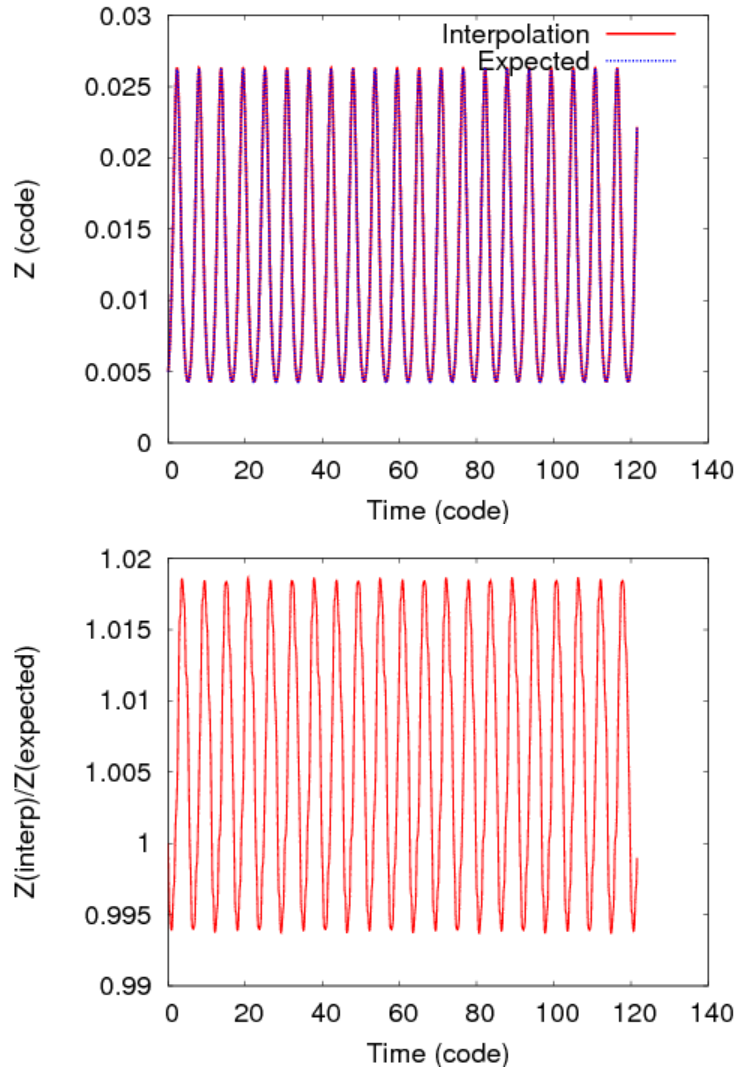 0.03
Interpolation
Expected
0.025
0.02
Z (code)
0.015
0.01
0.005
0
0 20 40 60 80 100 120 140
Time (code)
1.02
1.015
1.01
Z(interp)/Z(expected)
1.005
1
0.995
0.99
0 20 40 60 80 100 120 140
Time (code)